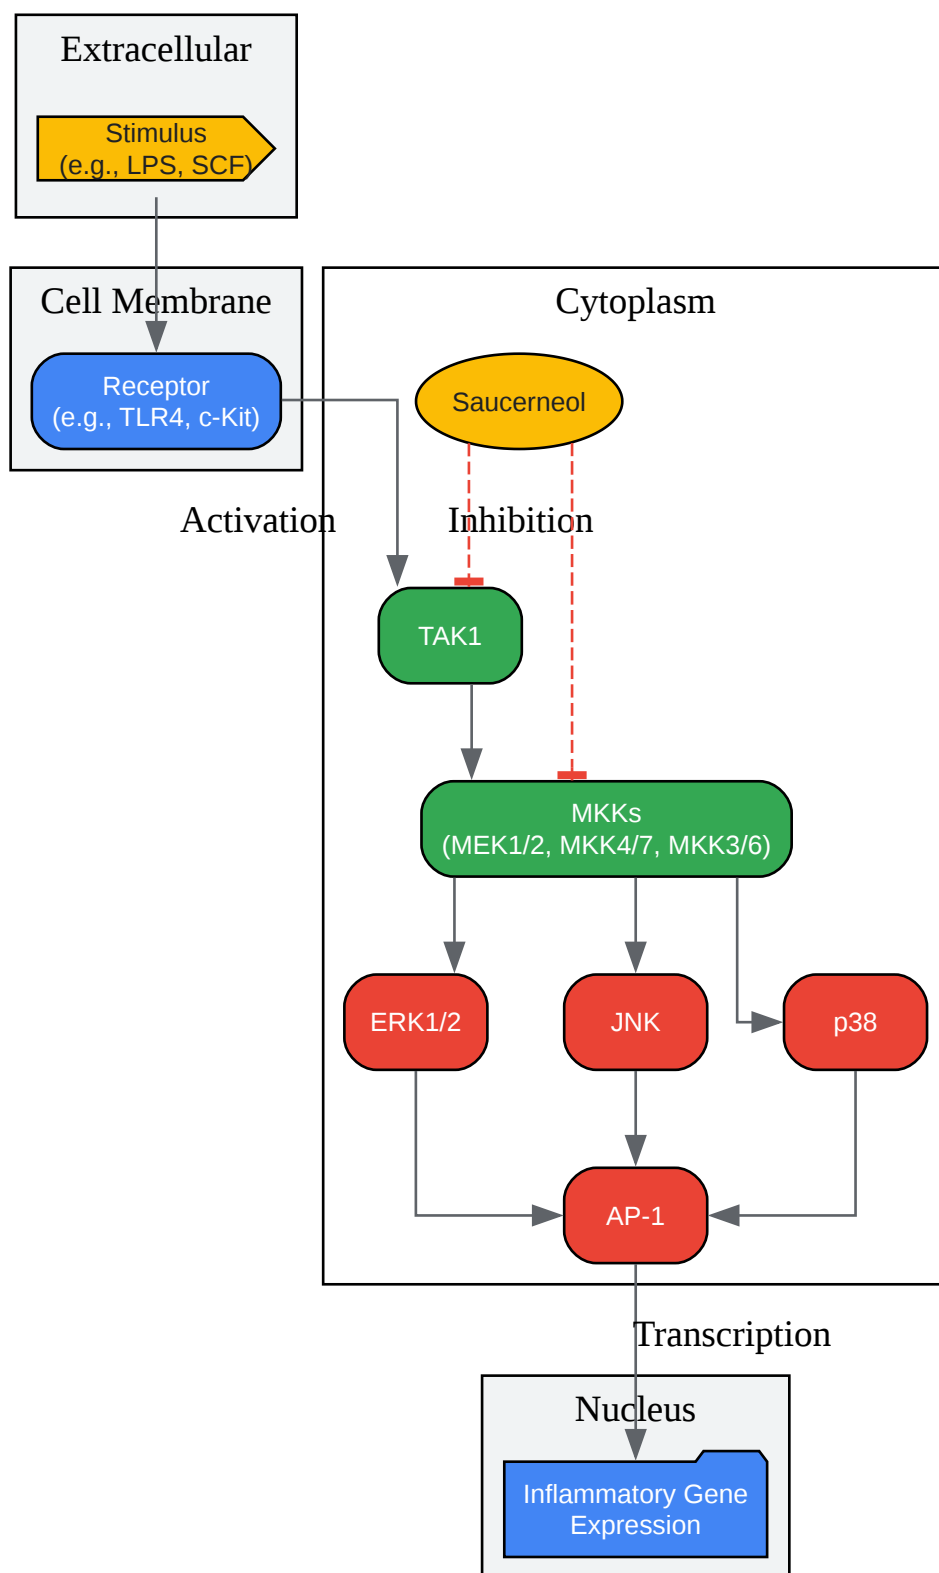 Extracellular
Stimulus
(e.g., LPS, SCF)
Cell Membrane
Receptor
(e.g., TLR4, c-Kit)
Cytoplasm
Saucerneol
Activation
Inhibition
TAK1
MKKs
(MEK1/2, MKK4/7, MKK3/6)
ERK1/2
JNK
p38
AP-1
Transcription
Nucleus
Inflammatory Gene
Expression